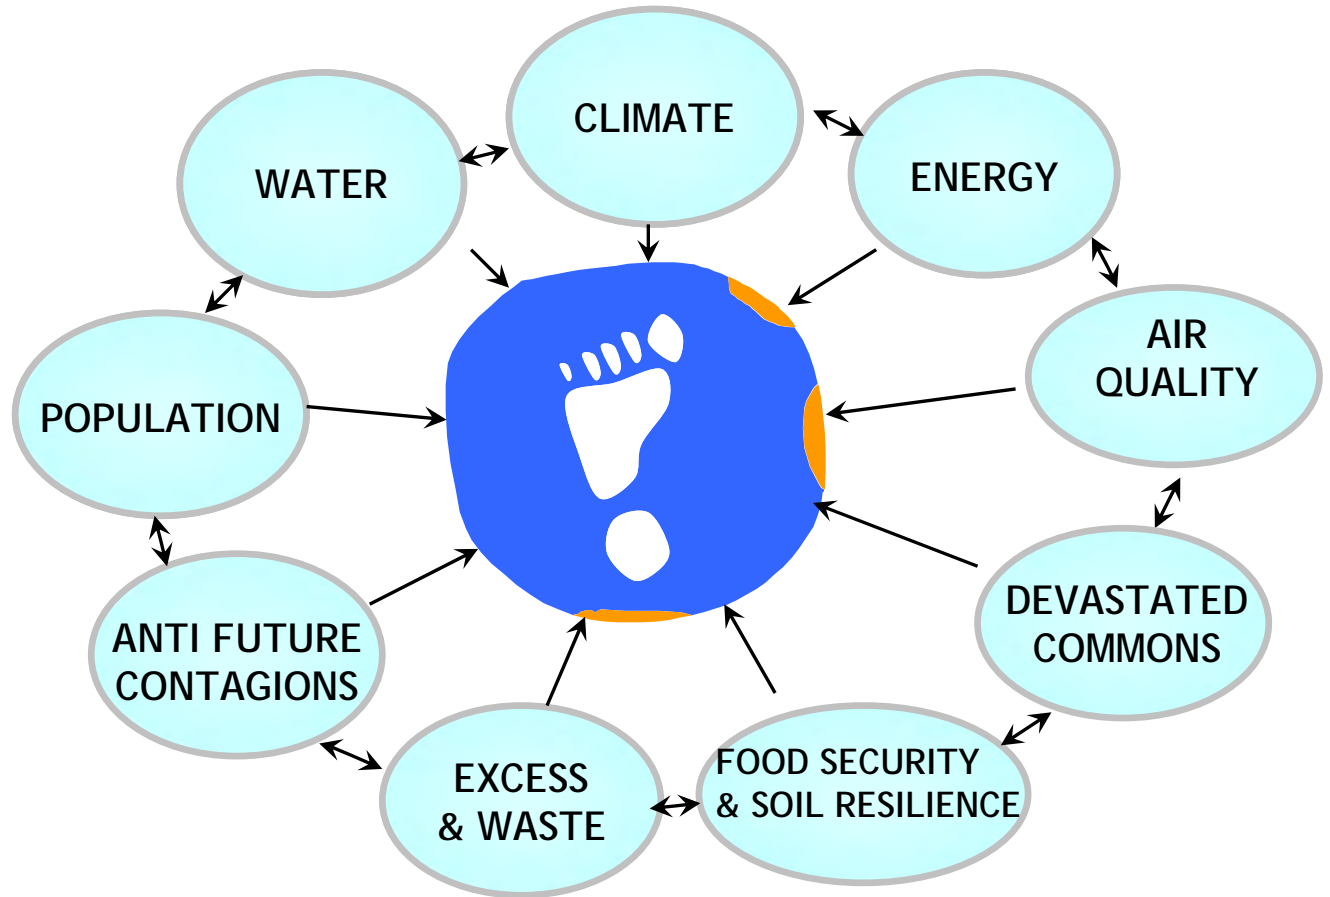 CLIMATE
ENERGY
WATER
AIR
QUALITY
POPULATION
DEVASTATED
COMMONS
ANTI FUTURE
CONTAGIONS
FOOD SECURITY
& SOIL RESILIENCE
EXCESS
& WASTE